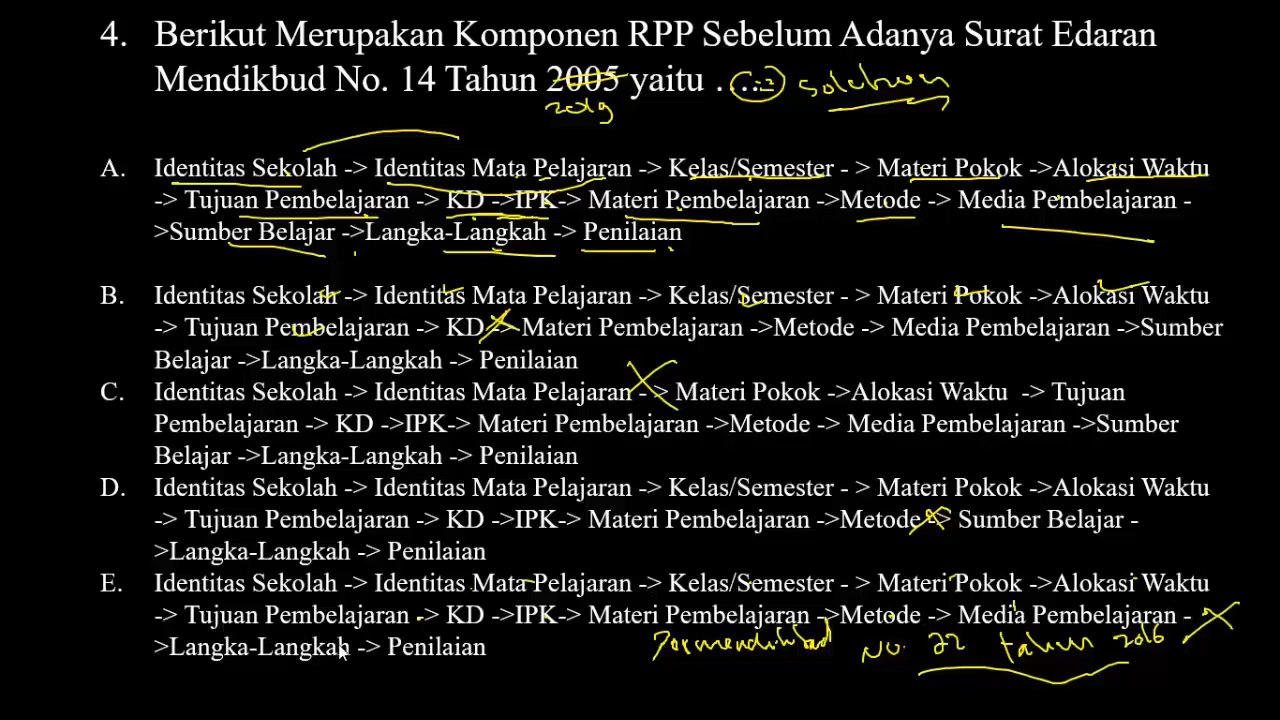 4. Berikut Merupakan Komponen RPP Sebelum Adanya Surat Edaran
Mendikbud No. 14 Tahun 2005 yaitu ....
2019
A. Identitas Sekolah -> Identitas Mata Pelajaran -> Kelas/Semester - > Materi Pokok ->Alokasi Waktu
-> Tujuan Pembelajaran -> KD ->IPK-> Materi Pembelajaran ->Metode -> Media Pembelajaran -
>Sumber Belajar ->Langka-Langkah -> Penilaian
B. Identitas Sekolah -> Identitas Mata Pelajaran -> Kelas/Semester - > Materi Pokok ->Alokasi Waktu
-> Tujuan Pembelajaran -> KD -> Materi Pembelajaran ->Metode -> Media Pembelajaran ->Sumber
Belajar ->Langka-Langkah -> Penilaian
C. Identitas Sekolah -> Identitas Mata Pelajaran - > Materi Pokok ->Alokasi Waktu -> Tujuan
Pembelajaran -> KD ->IPK-> Materi Pembelajaran ->Metode -> Media Pembelajaran ->Sumber
Belajar ->Langka-Langkah -> Penilaian
D. Identitas Sekolah -> Identitas Mata Pelajaran -> Kelas/Semester - > Materi Pokok ->Alokasi Waktu
-> Tujuan Pembelajaran -> KD ->IPK-> Materi Pembelajaran ->Metode -> Sumber Belajar -
>Langka-Langkah -> Penilaian
E. Identitas Sekolah -> Identitas Mata Pelajaran -> Kelas/Semester - > Materi Pokok ->Alokasi Waktu
-> Tujuan Pembelajaran -> KD ->IPK-> Materi Pembelajaran ->Metode -> Media Pembelajaran -
>Langka-Langkah -> Penilaian
Permendikbud No. 22 tahun 2016